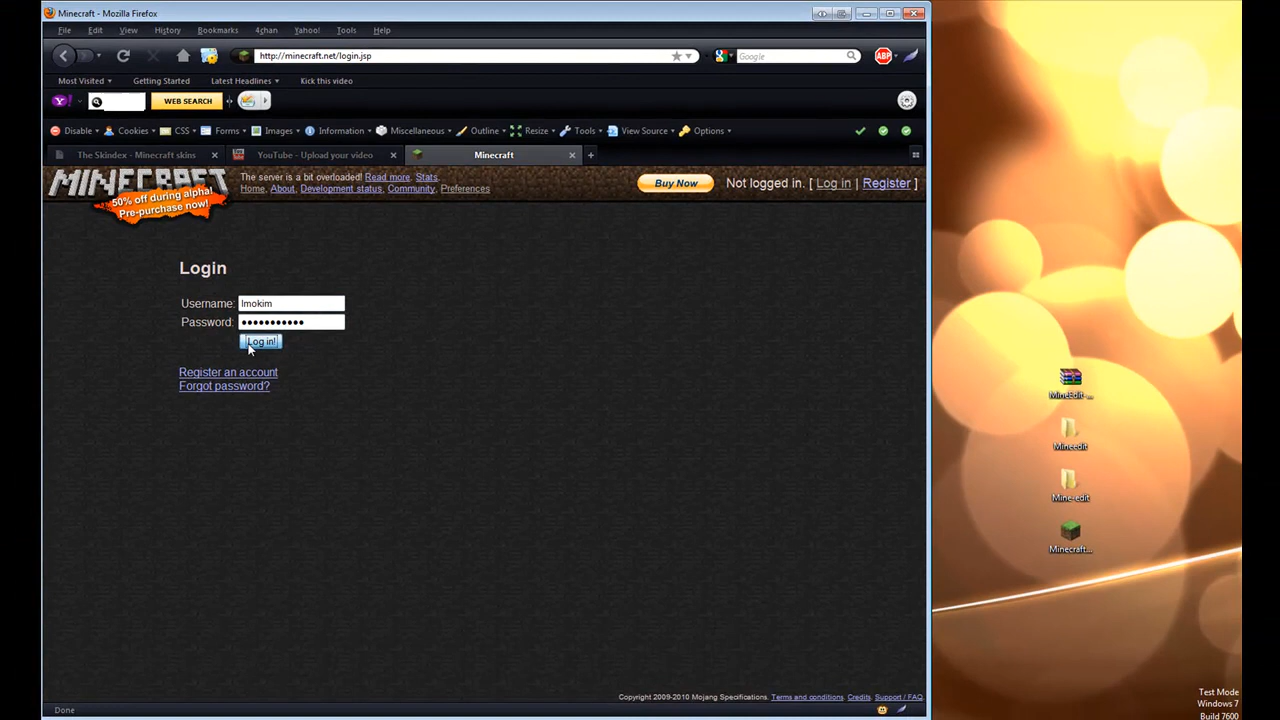 Minecraft - Mozilla Firefox
File Edit View History Bookmarks 4chan Yahoo! Tools Help
http://minecraft.net/login.jsp
Google
ABP
Most Visited Getting Started Latest Headlines Kick this video
Y! WEB SEARCH
Disable Cookies CSS Forms Images Information Miscellaneous Outline Resize Tools View Source Options
The Skindex - Minecraft skins YouTube - Upload your video Minecraft
MINECRAFT
50% off during alpha!
Pre-purchase now!
The server is a bit overloaded! Read more. Stats.
Home, About, Development status, Community, Preferences
Buy Now
Not logged in. [ Log in | Register ]
Login
Username: Imokim
Password: •••••••••••
Log in!
Register an account
Forgot password?
MineEdit-...
Mineedit
Mine-edit
Minecraft...
Copyright 2009-2010 Mojang Specifications. Terms and conditions. Credits. Support / FAQ.
Done
Test Mode
Windows 7
Build 7600